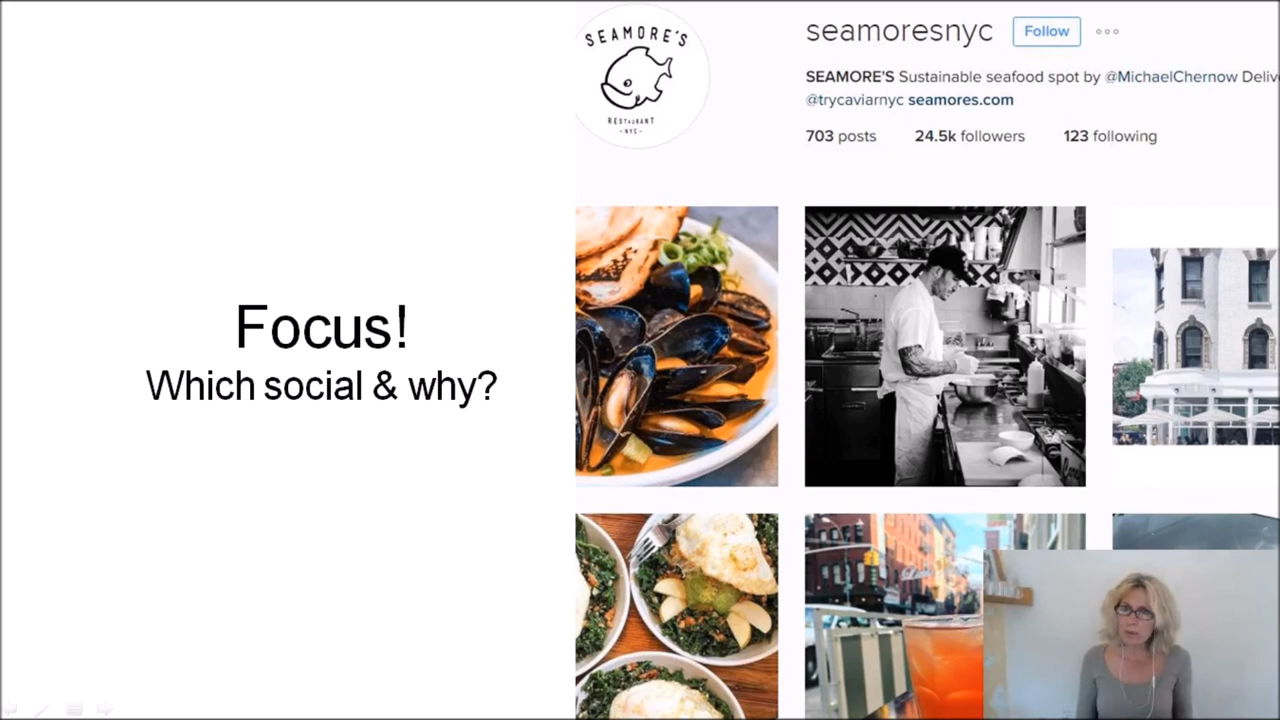 Focus!
Which social & why?
SEAMORE'S
RESTAURANT
-NYC-
seamoresnyc Follow
SEAMORE'S Sustainable seafood spot by @MichaelChernow Delive
@trycaviarnyc seamores.com
703 posts 24.5k followers 123 following